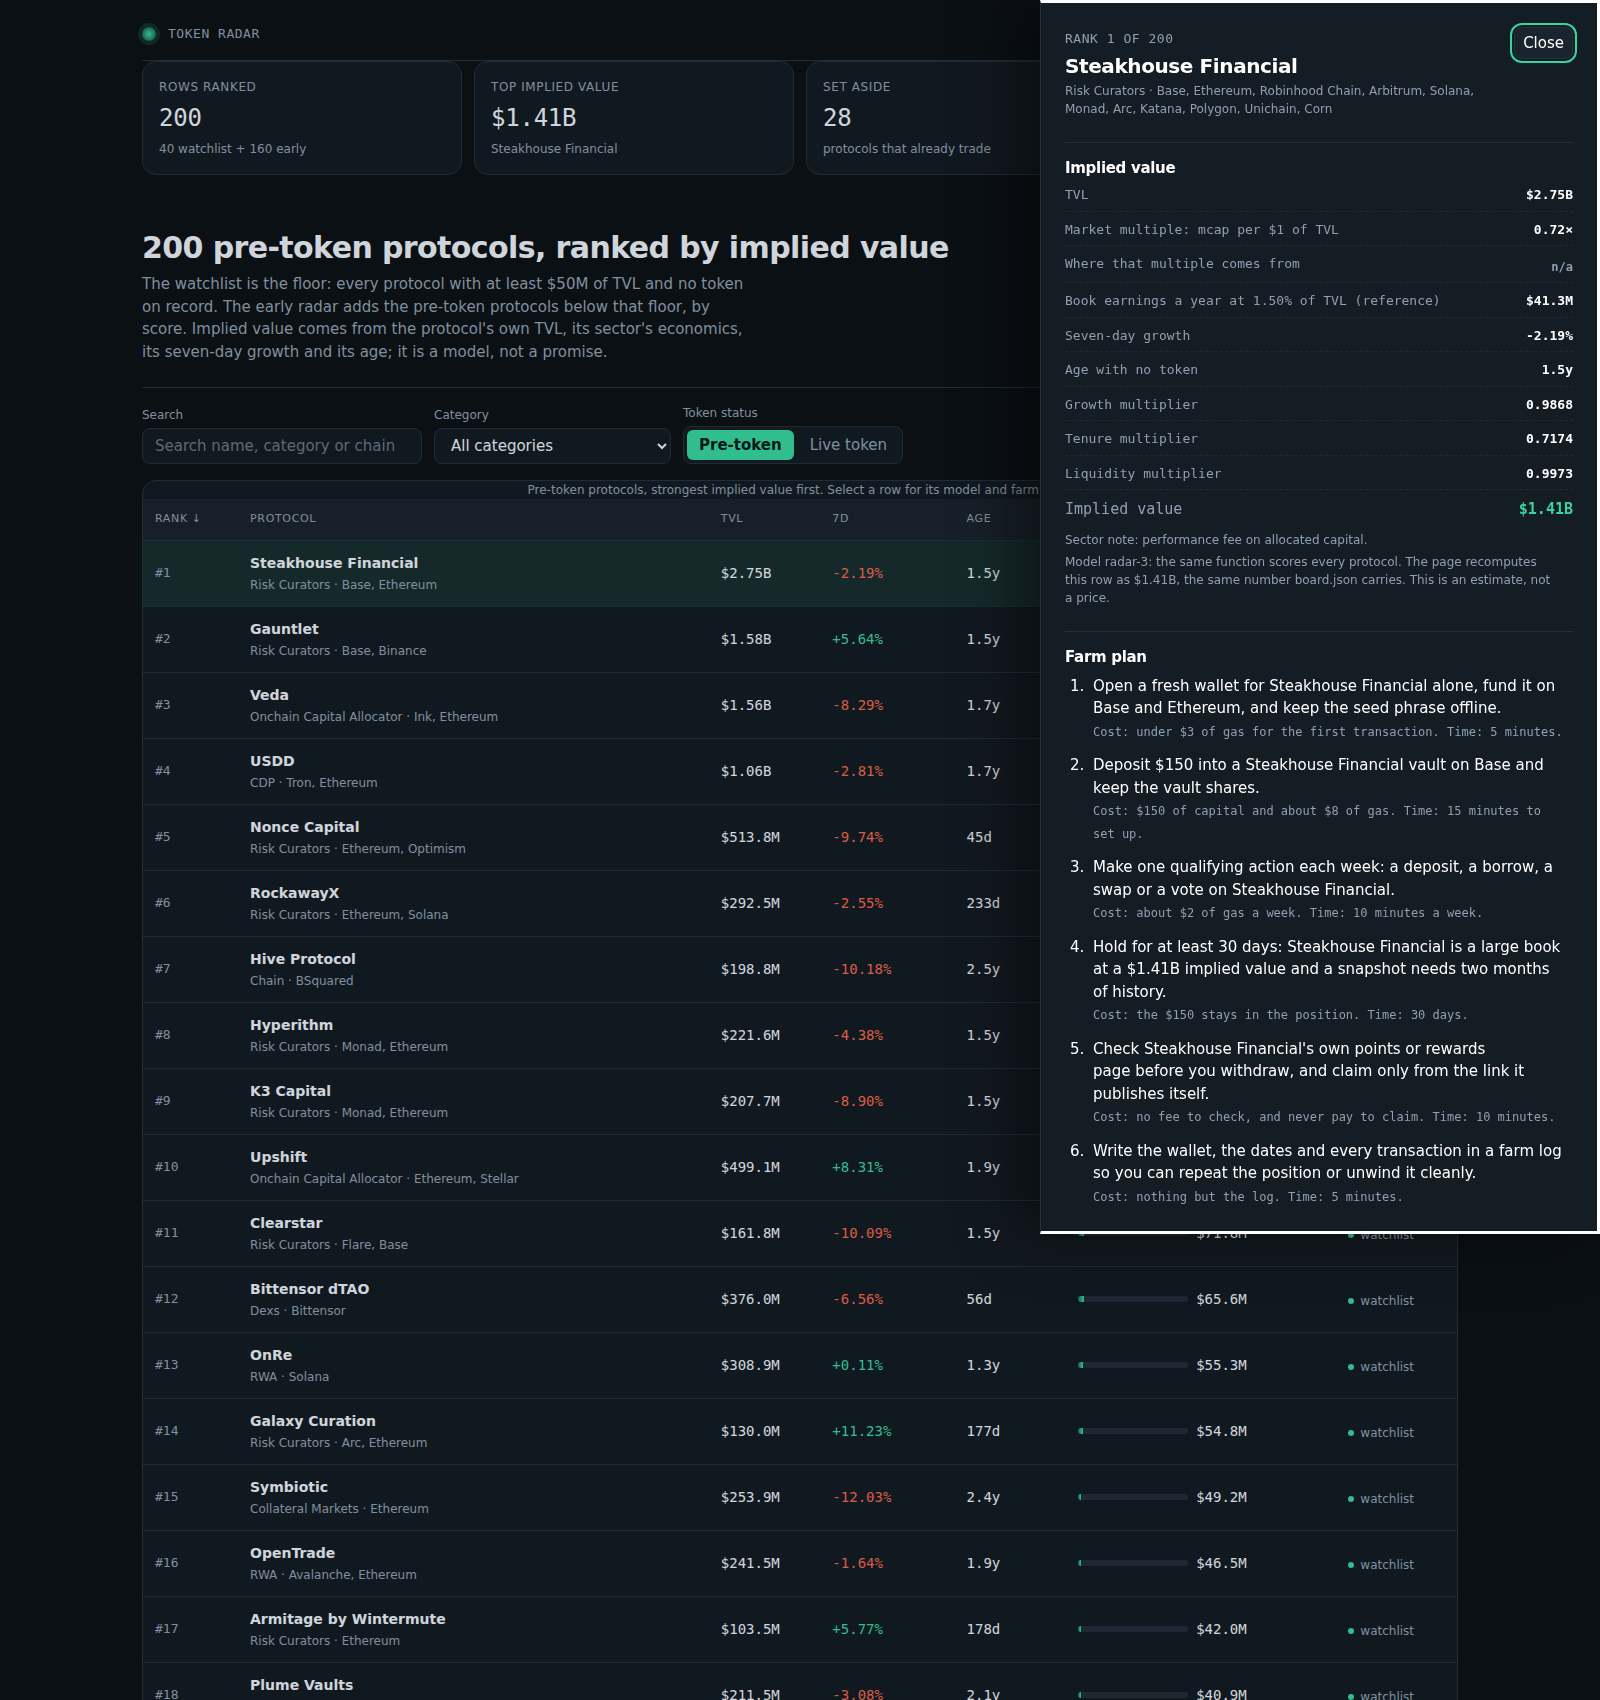 TOKEN RADAR
ROWS RANKED
200
40 watchlist + 160 early
TOP IMPLIED VALUE
$1.41B
Steakhouse Financial
SET ASIDE
28
protocols that already trade
200 pre-token protocols, ranked by implied value
The watchlist is the floor: every protocol with at least $50M of TVL and no token
on record. The early radar adds the pre-token protocols below that floor, by
score. Implied value comes from the protocol's own TVL, its sector's economics,
its seven-day growth and its age; it is a model, not a promise.
Search
Search name, category or chain
Category
All categories
Token status
Pre-token
Live token
Pre-token protocols, strongest implied value first. Select a row for its model and farm
RANK ↓ PROTOCOL TVL 7D AGE
#1 Steakhouse Financial $2.75B -2.19% 1.5y
Risk Curators · Base, Ethereum
#2 Gauntlet $1.58B +5.64% 1.5y
Risk Curators · Base, Binance
#3 Veda $1.56B -8.29% 1.7y
Onchain Capital Allocator · Ink, Ethereum
#4 USDD $1.06B -2.81% 1.7y
CDP · Tron, Ethereum
#5 Nonce Capital $513.8M -9.74% 45d
Risk Curators · Ethereum, Optimism
#6 RockawayX $292.5M -2.55% 233d
Risk Curators · Ethereum, Solana
#7 Hive Protocol $198.8M -10.18% 2.5y
Chain · BSquared
#8 Hyperithm $221.6M -4.38% 1.5y
Risk Curators · Monad, Ethereum
#9 K3 Capital $207.7M -8.90% 1.5y
Risk Curators · Monad, Ethereum
#10 Upshift $499.1M +8.31% 1.9y
Onchain Capital Allocator · Ethereum, Stellar
#11 Clearstar $161.8M -10.09% 1.5y $71.8M watchlist
Risk Curators · Flare, Base
#12 Bittensor dTAO $376.0M -6.56% 56d $65.6M watchlist
Dexs · Bittensor
#13 OnRe $308.9M +0.11% 1.3y $55.3M watchlist
RWA · Solana
#14 Galaxy Curation $130.0M +11.23% 177d $54.8M watchlist
Risk Curators · Arc, Ethereum
#15 Symbiotic $253.9M -12.03% 2.4y $49.2M watchlist
Collateral Markets · Ethereum
#16 OpenTrade $241.5M -1.64% 1.9y $46.5M watchlist
RWA · Avalanche, Ethereum
#17 Armitage by Wintermute $103.5M +5.77% 178d $42.0M watchlist
Risk Curators · Ethereum
#18 Plume Vaults $211.5M -3.08% 2.1y $40.9M watchlist
RANK 1 OF 200
Close
Steakhouse Financial
Risk Curators · Base, Ethereum, Robinhood Chain, Arbitrum, Solana,
Monad, Arc, Katana, Polygon, Unichain, Corn
Implied value
TVL $2.75B
Market multiple: mcap per $1 of TVL 0.72×
Where that multiple comes from n/a
Book earnings a year at 1.50% of TVL (reference) $41.3M
Seven-day growth -2.19%
Age with no token 1.5y
Growth multiplier 0.9868
Tenure multiplier 0.7174
Liquidity multiplier 0.9973
Implied value $1.41B
Sector note: performance fee on allocated capital.
Model radar-3: the same function scores every protocol. The page recomputes
this row as $1.41B, the same number board.json carries. This is an estimate, not
a price.
Farm plan
1. Open a fresh wallet for Steakhouse Financial alone, fund it on
Base and Ethereum, and keep the seed phrase offline.
Cost: under $3 of gas for the first transaction. Time: 5 minutes.
2. Deposit $150 into a Steakhouse Financial vault on Base and
keep the vault shares.
Cost: $150 of capital and about $8 of gas. Time: 15 minutes to
set up.
3. Make one qualifying action each week: a deposit, a borrow, a
swap or a vote on Steakhouse Financial.
Cost: about $2 of gas a week. Time: 10 minutes a week.
4. Hold for at least 30 days: Steakhouse Financial is a large book
at a $1.41B implied value and a snapshot needs two months
of history.
Cost: the $150 stays in the position. Time: 30 days.
5. Check Steakhouse Financial's own points or rewards
page before you withdraw, and claim only from the link it
publishes itself.
Cost: no fee to check, and never pay to claim. Time: 10 minutes.
6. Write the wallet, the dates and every transaction in a farm log
so you can repeat the position or unwind it cleanly.
Cost: nothing but the log. Time: 5 minutes.